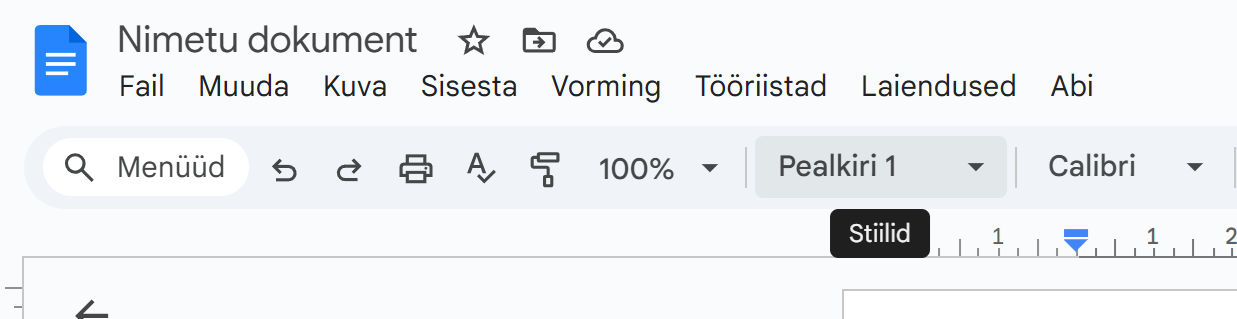 Nimetu dokument
Fail Muuda Kuva Sisesta Vorming Tööriistad Laiendused Abi
Menüüd 100% Pealkiri 1 Calibri
Stiilid 1 1 2